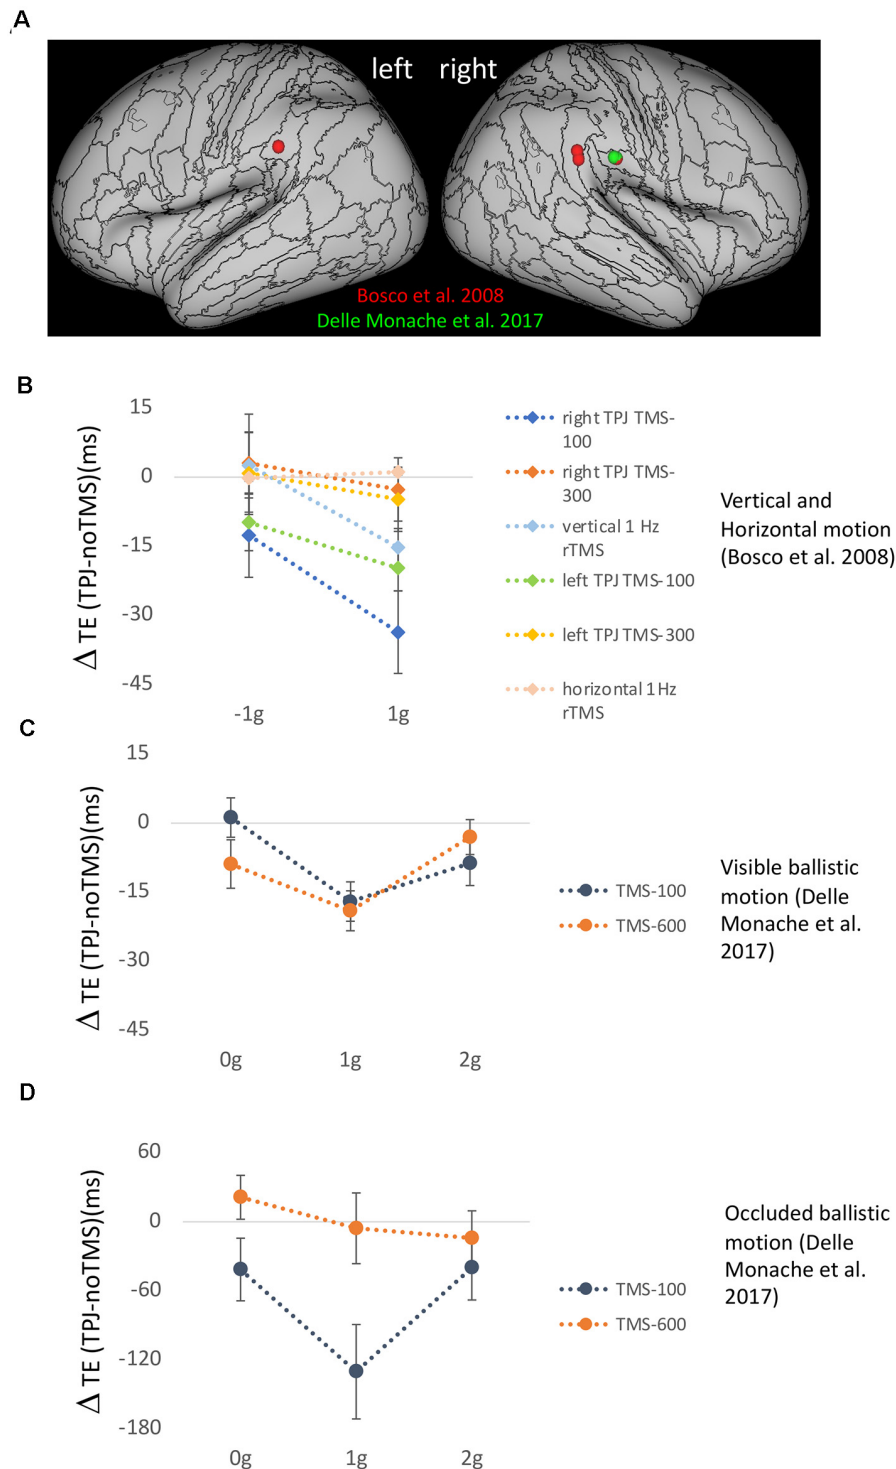 A
left right
Bosco et al. 2008
Delle Monache et al. 2017
B
Δ TE (TPJ-noTMS)(ms)
15
0
-15
-30
-45
-1g 1g
right TPJ TMS-
100
right TPJ TMS-
300
vertical 1 Hz
rTMS
left TPJ TMS-100
left TPJ TMS-300
horizontal 1Hz
rTMS
Vertical and
Horizontal motion
(Bosco et al. 2008)
C
Δ TE (TPJ-noTMS)(ms)
15
0
-15
-30
-45
0g 1g 2g
TMS-100
TMS-600
Visible ballistic
motion (Delle
Monache et al.
2017)
D
Δ TE (TPJ-noTMS)(ms)
60
0
-60
-120
-180
0g 1g 2g
TMS-100
TMS-600
Occluded ballistic
motion (Delle
Monache et al.
2017)